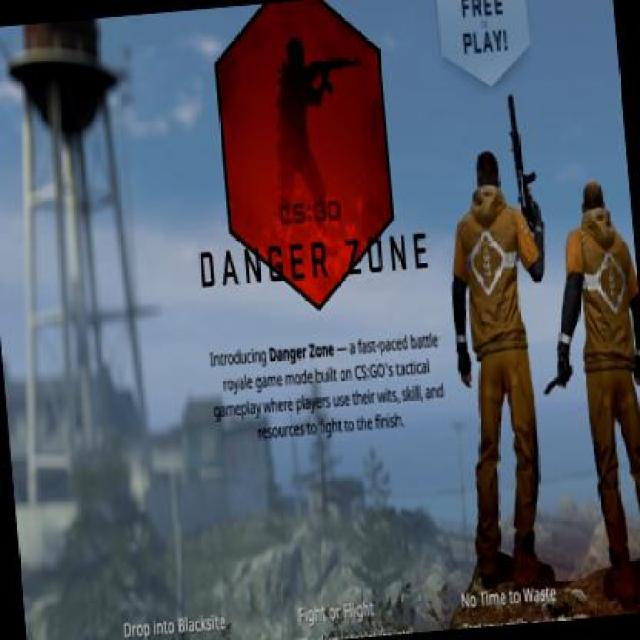 FREE
TO
PLAY!
CS:GO
DANGER ZONE
Introducing Danger Zone — a fast-paced battle
royale game mode built on CS:GO's tactical
gameplay where players use their wits, skill, and
resources to fight to the finish.
Drop into Blacksite
Fight or Flight
No Time to Waste